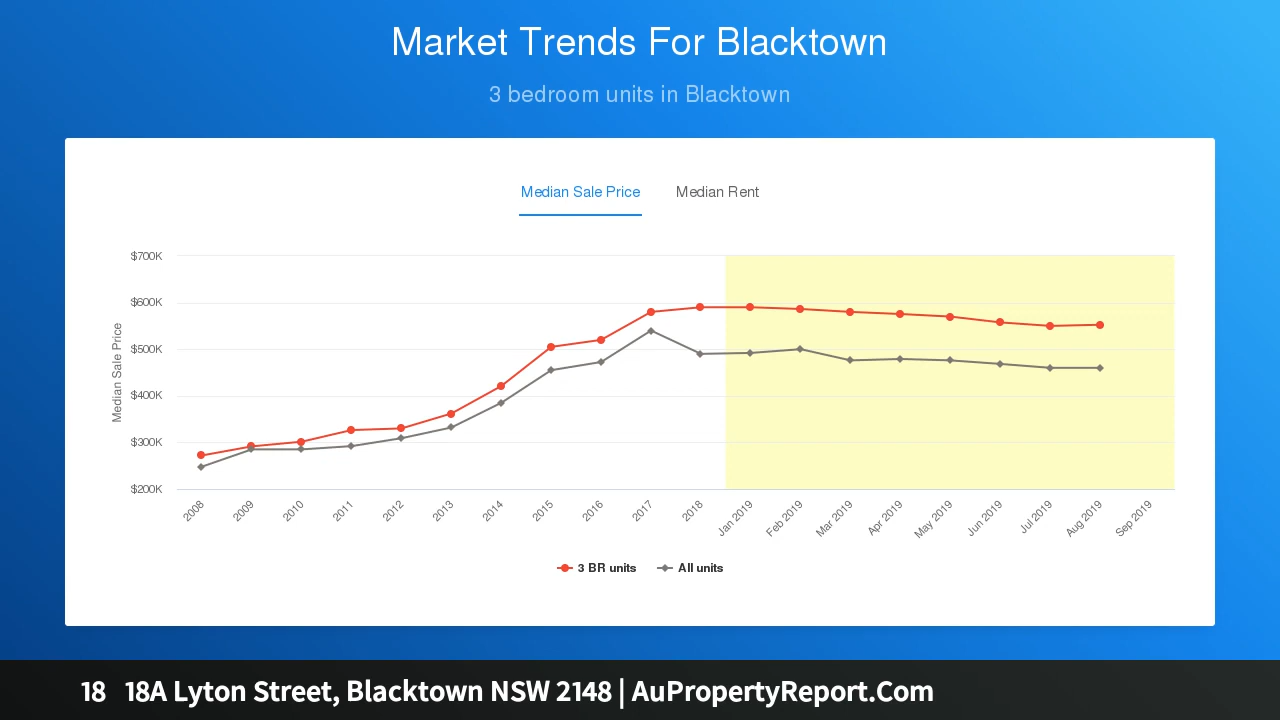 Market Trends For Blacktown
3 bedroom units in Blacktown
Median Sale Price Median Rent
$700K
$600K
$500K
$400K
$300K
$200K
Median Sale Price
2008 2009 2010 2011 2012 2013 2014 2015 2016 2017 2018 Jan 2019 Feb 2019 Mar 2019 Apr 2019 May 2019 Jun 2019 Jul 2019 Aug 2019 Sep 2019
3 BR units All units
18 18A Lyton Street, Blacktown NSW 2148 | AuPropertyReport.Com